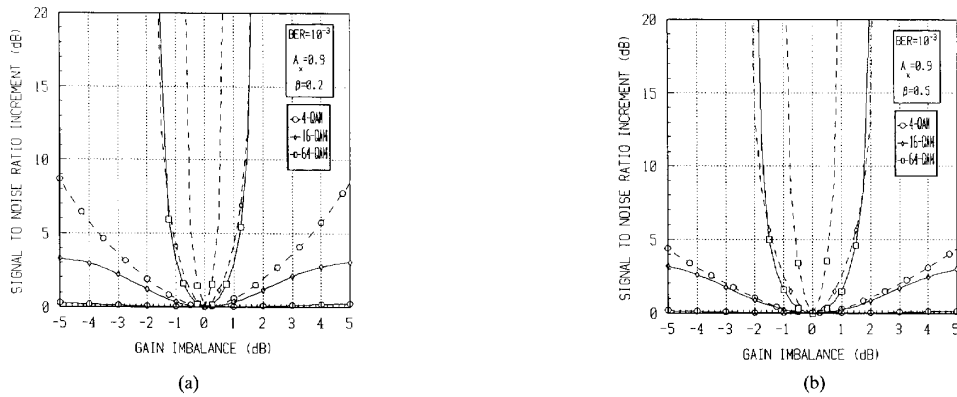 SIGNAL TO NOISE RATIO INCREMENT (dB)
20
15
10
5
0
-5 -4 -3 -2 -1 0 1 2 3 4 5
GAIN IMBALANCE (dB)
BER=10⁻³
Aₓ=0.9
β=0.2
4-QAM
16-QAM
64-QAM
(a)
SIGNAL TO NOISE RATIO INCREMENT (dB)
20
15
10
5
0
-5 -4 -3 -2 -1 0 1 2 3 4 5
GAIN IMBALANCE (dB)
BER=10⁻³
Aₓ=0.9
β=0.5
4-QAM
16-QAM
64-QAM
(b)